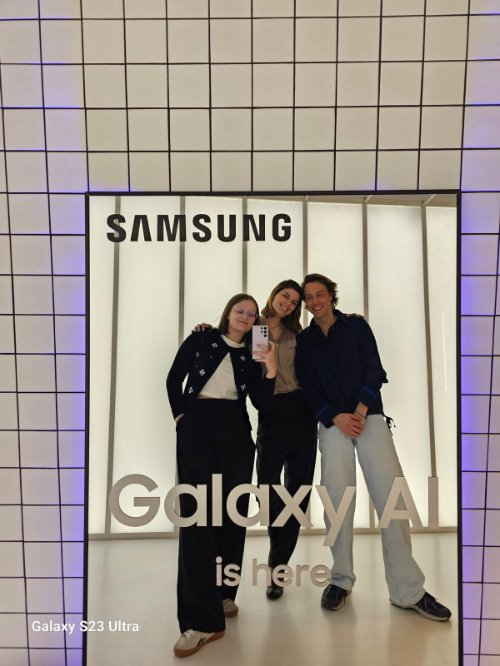 SAMSUNG
Galaxy AI
is here
Galaxy S23 Ultra